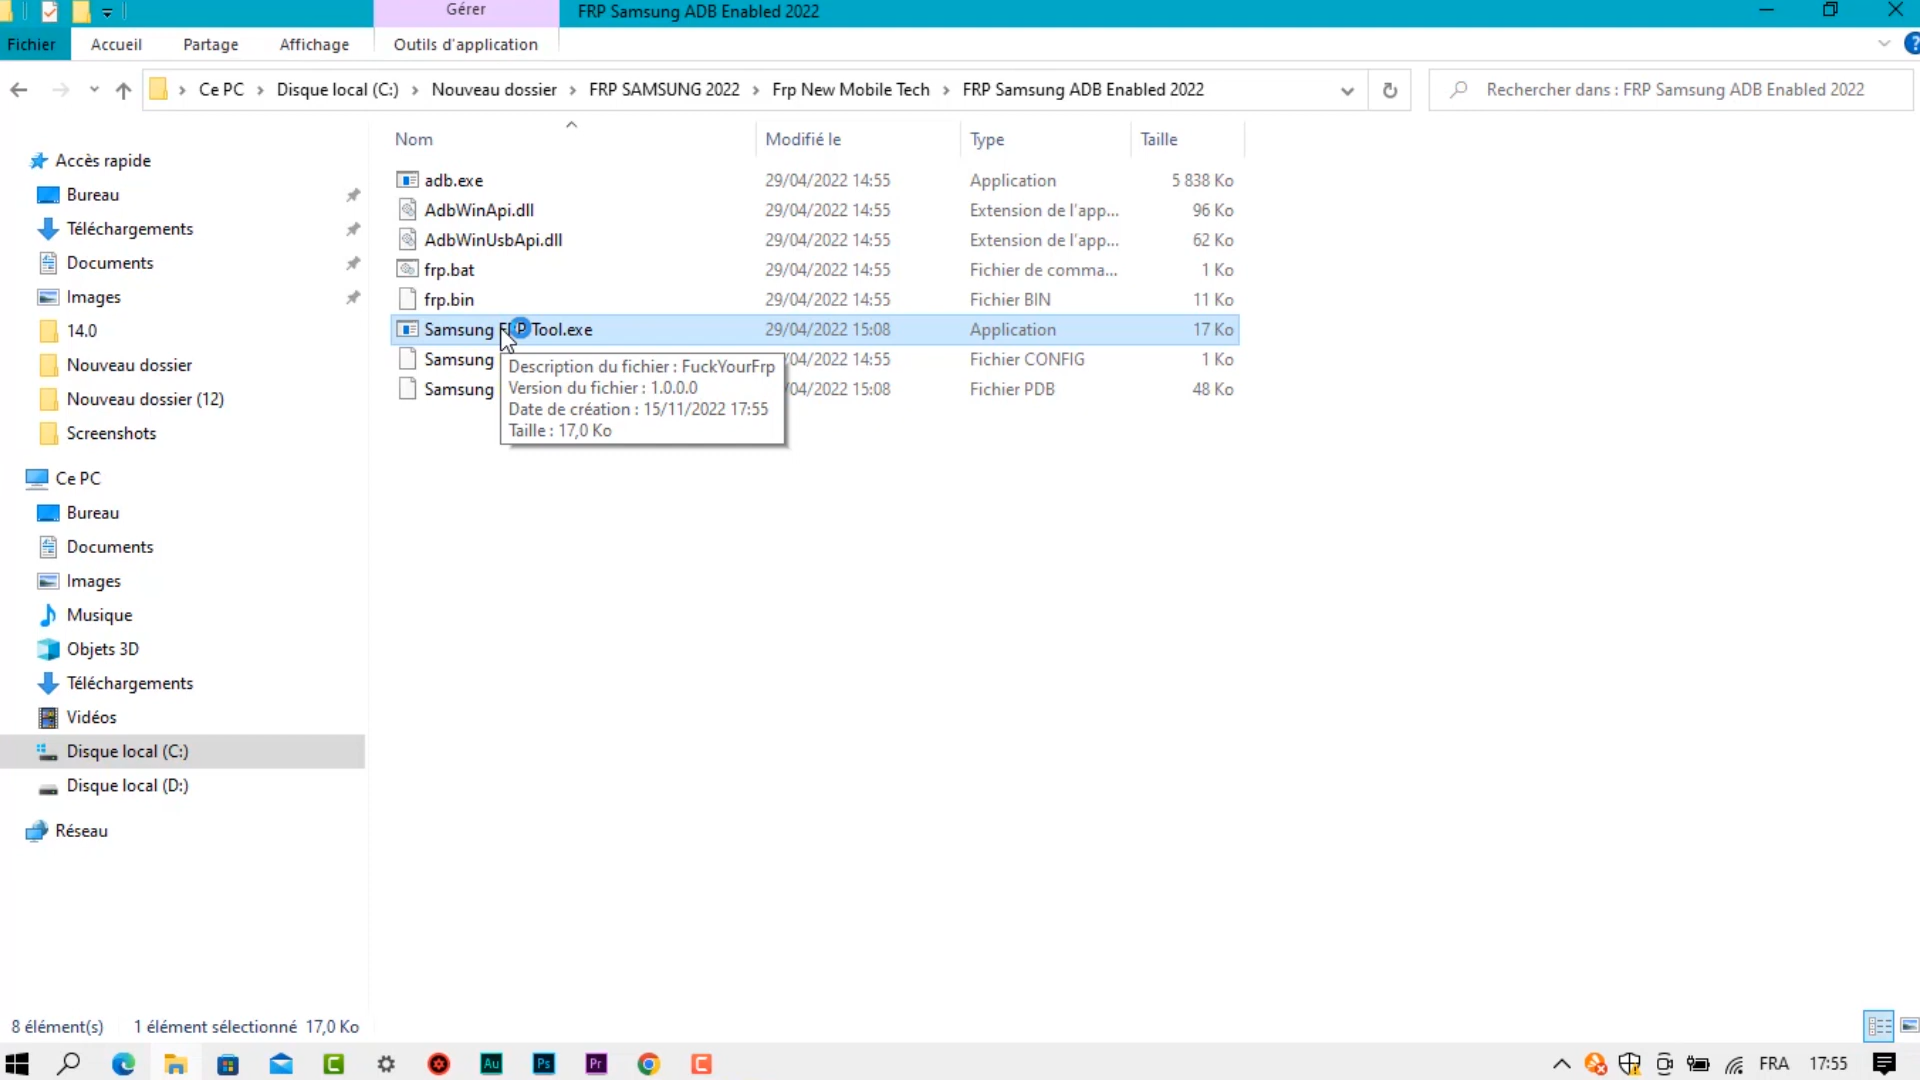 Gérer
FRP Samsung ADB Enabled 2022
Fichier
Accueil
Partage
Affichage
Outils d'application
?
Ce PC > Disque local (C:) > Nouveau dossier > FRP SAMSUNG 2022 > Frp New Mobile Tech > FRP Samsung ADB Enabled 2022
Rechercher dans : FRP Samsung ADB Enabled 2022
Nom Modifié le Type Taille
adb.exe 29/04/2022 14:55 Application 5 838 Ko
AdbWinApi.dll 29/04/2022 14:55 Extension de l'app... 96 Ko
AdbWinUsbApi.dll 29/04/2022 14:55 Extension de l'app... 62 Ko
frp.bat 29/04/2022 14:55 Fichier de comma... 1 Ko
frp.bin 29/04/2022 14:55 Fichier BIN 11 Ko
Samsung FRP Tool.exe 29/04/2022 15:08 Application 17 Ko
Samsung /04/2022 14:55 Fichier CONFIG 1 Ko
Samsung /04/2022 15:08 Fichier PDB 48 Ko
Description du fichier : FuckYourFrp
Version du fichier : 1.0.0.0
Date de création : 15/11/2022 17:55
Taille : 17,0 Ko
Accès rapide
Bureau
Téléchargements
Documents
Images
14.0
Nouveau dossier
Nouveau dossier (12)
Screenshots
Ce PC
Bureau
Documents
Images
Musique
Objets 3D
Téléchargements
Vidéos
Disque local (C:)
Disque local (D:)
Réseau
8 élément(s) 1 élément sélectionné 17,0 Ko
C
Au
Ps
Pr
C
FRA
17:55